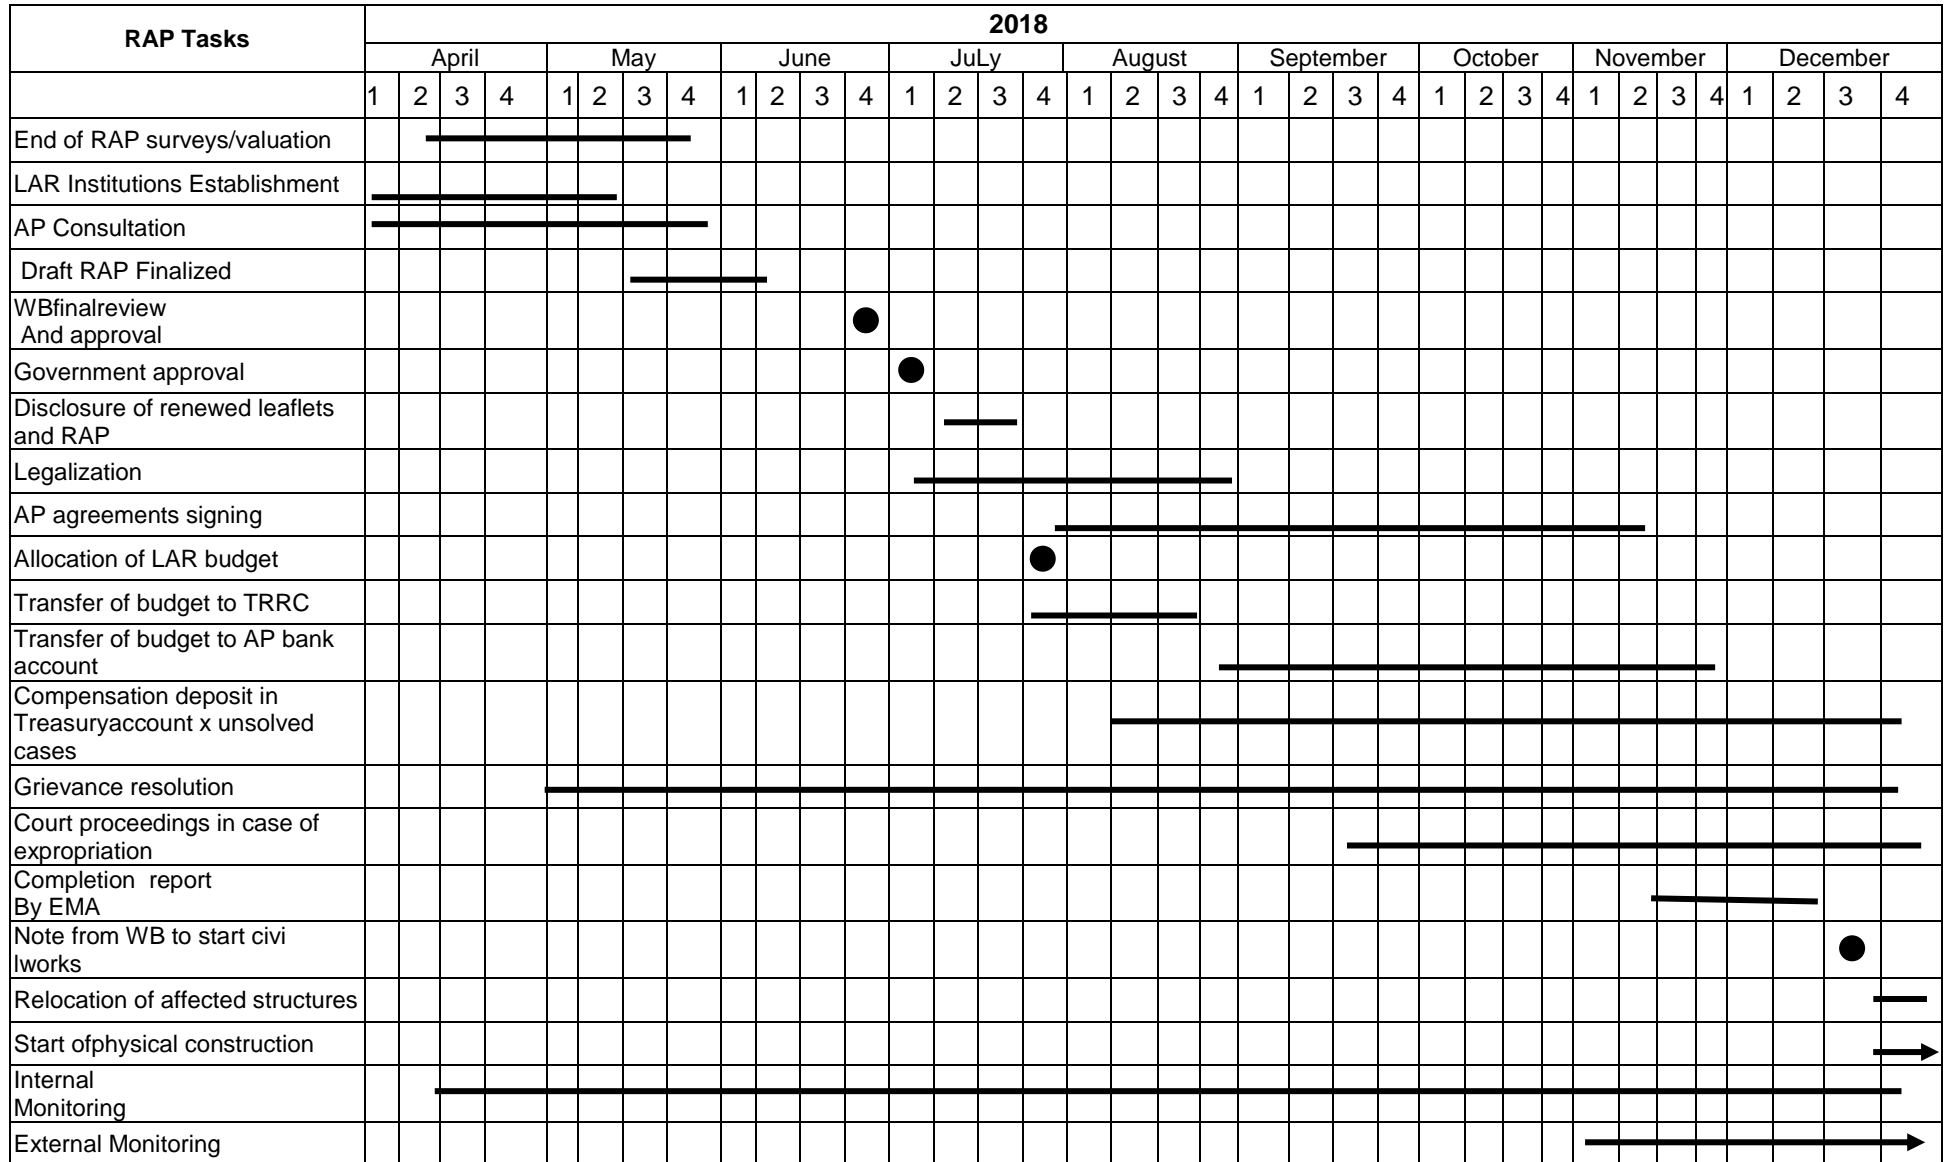 RAP Tasks
2018
April May June JuLy August September October November December
1 2 3 4 1 2 3 4 1 2 3 4 1 2 3 4 1 2 3 4 1 2 3 4 1 2 3 4 1 2 3 4 1 2 3 4
End of RAP surveys/valuation
LAR Institutions Establishment
AP Consultation
Draft RAP Finalized
WBfinalreview
And approval
Government approval
Disclosure of renewed leaflets
and RAP
Legalization
AP agreements signing
Allocation of LAR budget
Transfer of budget to TRRC
Transfer of budget to AP bank
account
Compensation deposit in
Treasuryaccount x unsolved
cases
Grievance resolution
Court proceedings in case of
expropriation
Completion report
By EMA
Note from WB to start civi
lworks
Relocation of affected structures
Start ofphysical construction
Internal
Monitoring
External Monitoring